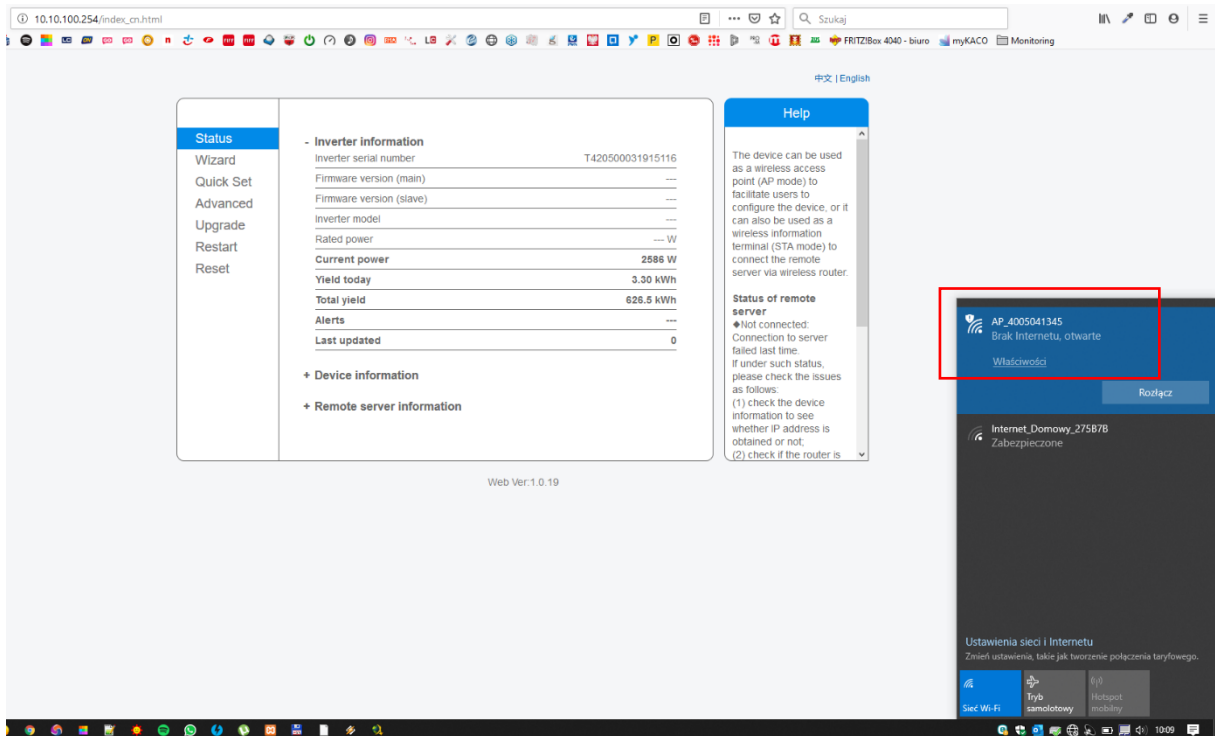 10.10.100.254/index_cn.html
Szukaj
FRITZ!Box 4040 - biuro
myKACO
Monitoring
中文 | English
Status
Wizard
Quick Set
Advanced
Upgrade
Restart
Reset
- Inverter information
Inverter serial number T420500031915116
Firmware version (main) ---
Firmware version (slave) ---
Inverter model ---
Rated power --- W
Current power 2586 W
Yield today 3.30 kWh
Total yield 626.5 kWh
Alerts ---
Last updated 0
+ Device information
+ Remote server information
Help
The device can be used
as a wireless access
point (AP mode) to
facilitate users to
configure the device, or it
can also be used as a
wireless information
terminal (STA mode) to
connect the remote
server via wireless router.
Status of remote
server
◆Not connected:
Connection to server
failed last time.
If under such status,
please check the issues
as follows:
(1) check the device
information to see
whether IP address is
obtained or not;
(2) check if the router is
Web Ver:1.0.19
AP_4005041345
Brak Internetu, otwarte
Właściwości
Rozłącz
Internet_Domowy_275B7B
Zabezpieczone
Ustawienia sieci i Internetu
Zmień ustawienia, takie jak tworzenie połączenia taryfowego.
Sieć Wi-Fi
Tryb
samolotowy
Hotspot
mobilny
10:09